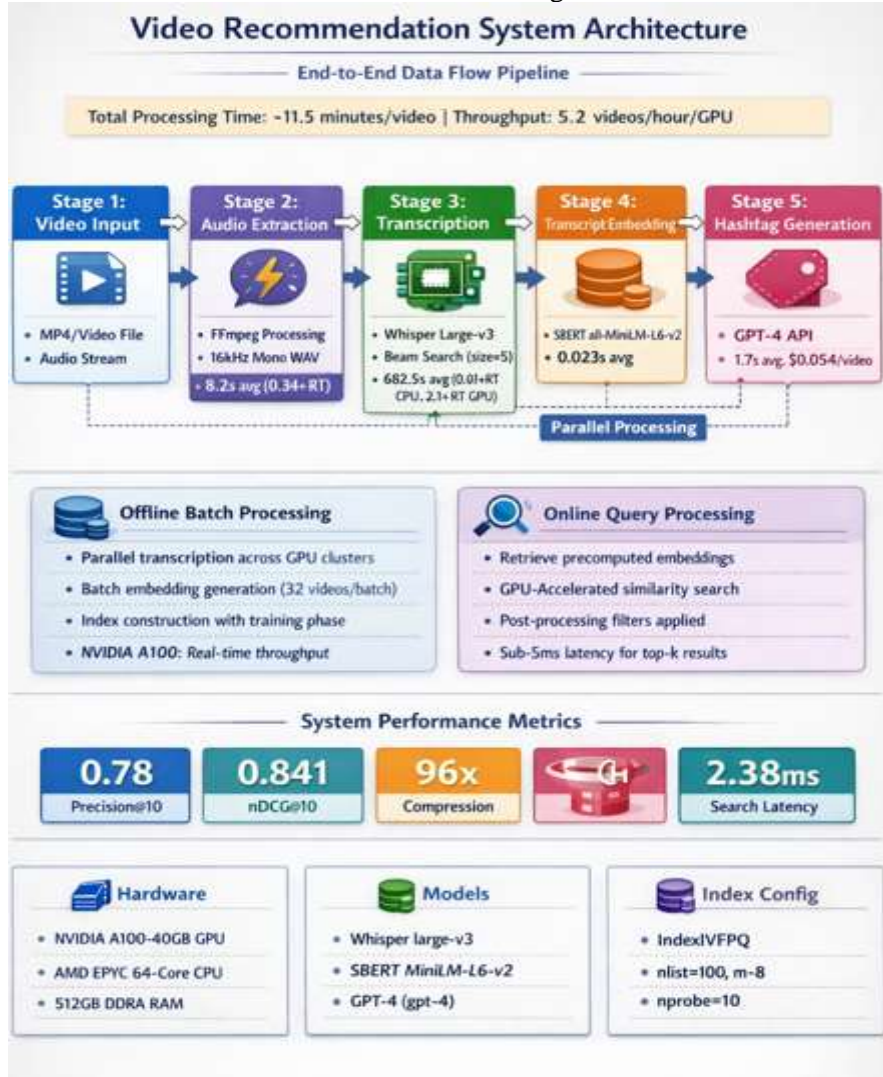 Video Recommendation System Architecture
End-to-End Data Flow Pipeline
Total Processing Time: ~11.5 minutes/video | Throughput: 5.2 videos/hour/GPU
Stage 1:
Video Input
• MP4/Video File
• Audio Stream
Stage 2:
Audio Extraction
• FFmpeg Processing
• 16kHz Mono WAV
• 8.2s avg (0.34+RT)
Stage 3:
Transcription
• Whisper Large-v3
• Beam Search (size=5)
• 682.5s avg (0.01+RT
CPU, 2.1+RT GPU)
Stage 4:
Transcript Embedding
• SBERT all-MiniLM-L6-v2
• 0.023s avg
Stage 5:
Hashtag Generation
• GPT-4 API
• 1.7s avg, $0.054/video
Parallel Processing
Offline Batch Processing
• Parallel transcription across GPU clusters
• Batch embedding generation (32 videos/batch)
• Index construction with training phase
• NVIDIA A100: Real-time throughput
Online Query Processing
• Retrieve precomputed embeddings
• GPU-Accelerated similarity search
• Post-processing filters applied
• Sub-5ms latency for top-k results
System Performance Metrics
0.78
Precision@10
0.841
nDCG@10
96x
Compression
2.38ms
Search Latency
Hardware
• NVIDIA A100-40GB GPU
• AMD EPYC 64-Core CPU
• 512GB DDRA RAM
Models
• Whisper large-v3
• SBERT MiniLM-L6-v2
• GPT-4 (gpt-4)
Index Config
• IndexIVFPQ
• nlist=100, m-8
• nprobe=10